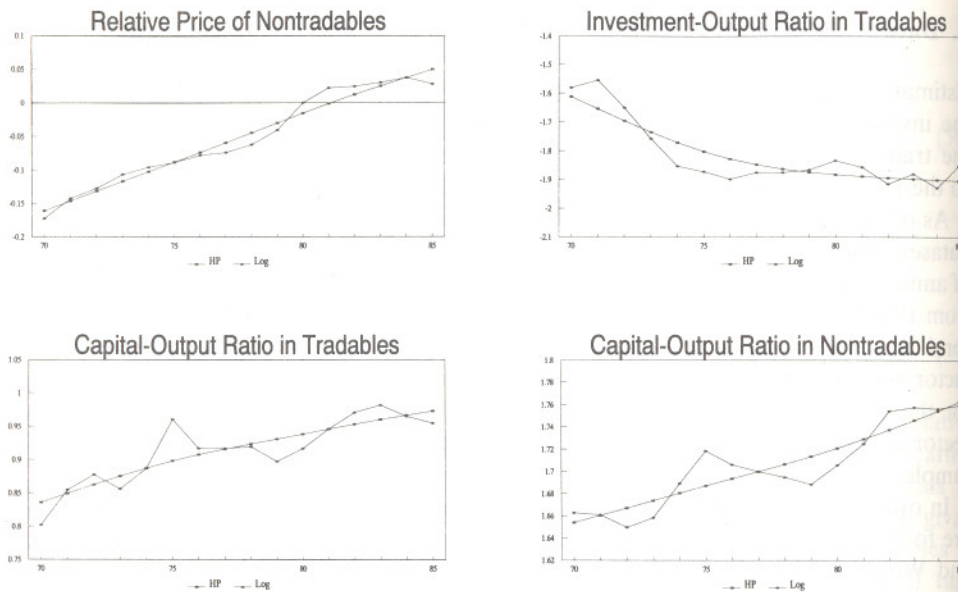 Relative Price of Nontradables
0.1
0.05
0
-0.05
-0.1
-0.15
-0.2
70 75 80 85
HP Log
Investment-Output Ratio in Tradables
-1.4
-1.5
-1.6
-1.7
-1.8
-1.9
-2
-2.1
70 75 80
HP Log
Capital-Output Ratio in Tradables
1.05
1
0.95
0.9
0.85
0.8
0.75
70 75 80 85
HP Log
Capital-Output Ratio in Nontradables
1.8
1.78
1.76
1.74
1.72
1.7
1.68
1.66
1.64
1.62
70 75 80
HP Log